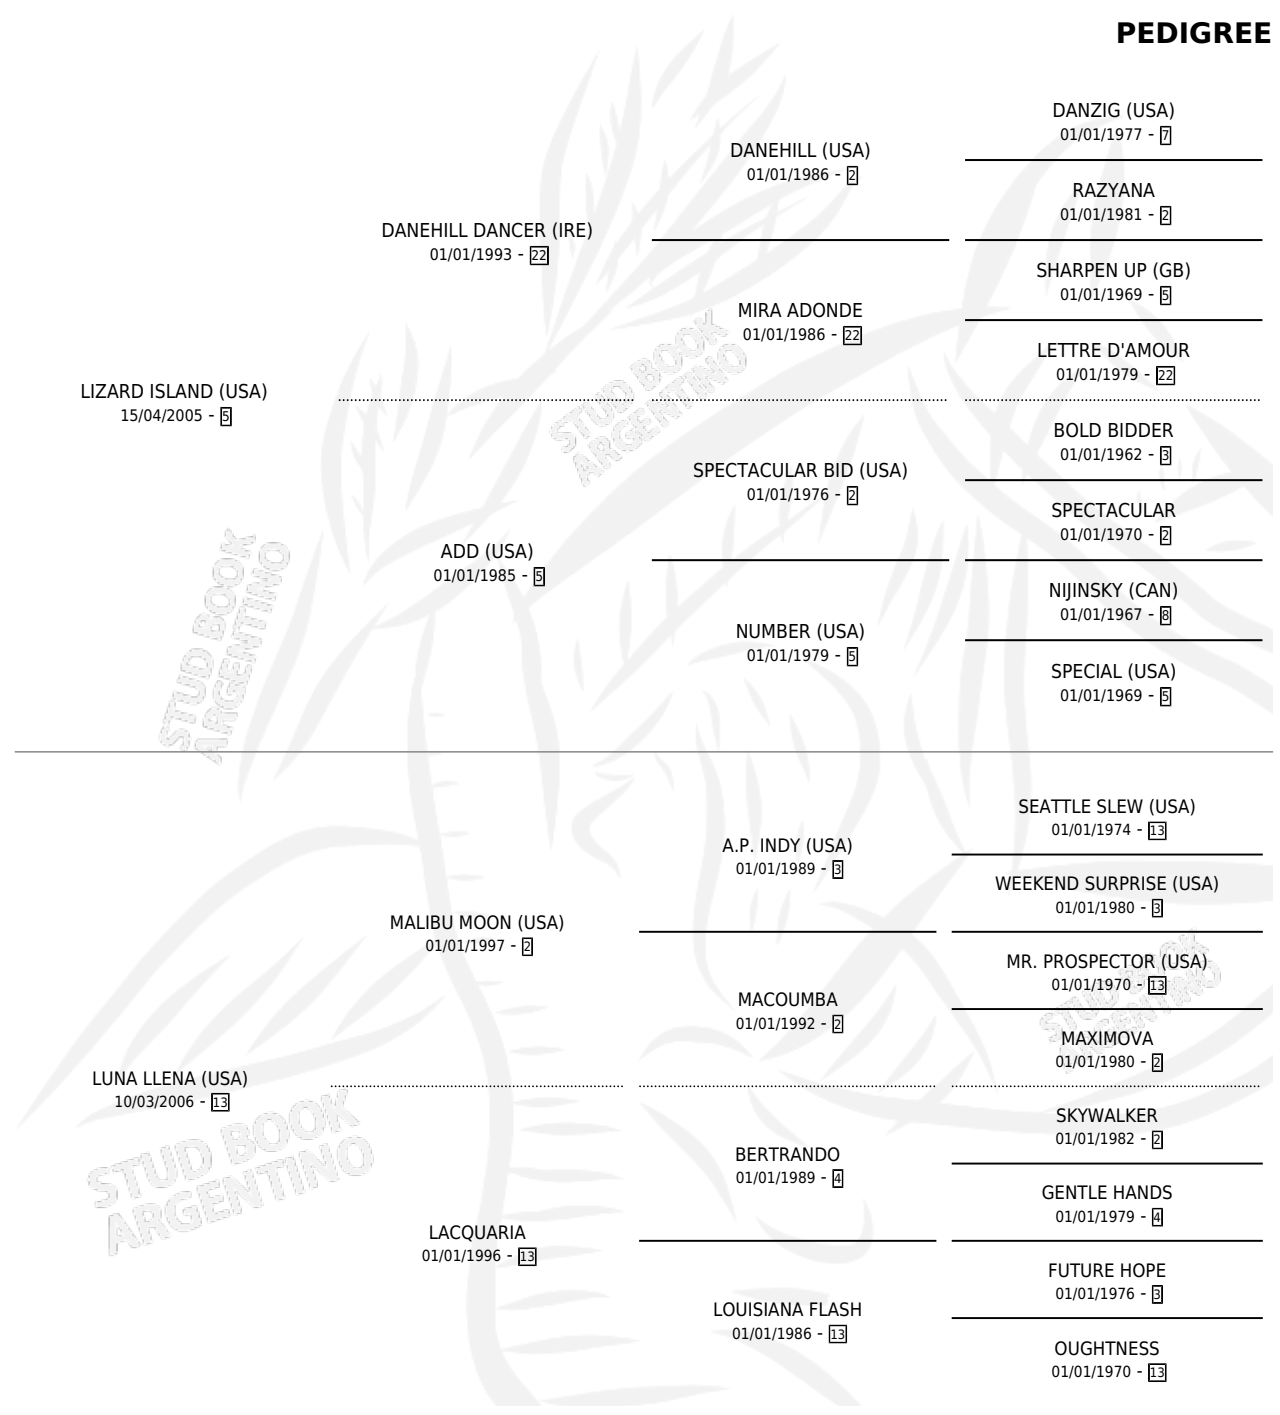 PEDIGREE
DANZIG (USA)
01/01/1977 - 7
DANEHILL (USA)
01/01/1986 - 2
RAZYANA
01/01/1981 - 2
DANEHILL DANCER (IRE)
01/01/1993 - 22
SHARPEN UP (GB)
01/01/1969 - 5
MIRA ADONDE
01/01/1986 - 22
LETTRE D'AMOUR
01/01/1979 - 22
LIZARD ISLAND (USA)
15/04/2005 - 5
BOLD BIDDER
01/01/1962 - 3
SPECTACULAR BID (USA)
01/01/1976 - 2
SPECTACULAR
01/01/1970 - 2
ADD (USA)
01/01/1985 - 5
NIJINSKY (CAN)
01/01/1967 - 8
NUMBER (USA)
01/01/1979 - 5
SPECIAL (USA)
01/01/1969 - 5
SEATTLE SLEW (USA)
01/01/1974 - 13
A.P. INDY (USA)
01/01/1989 - 3
WEEKEND SURPRISE (USA)
01/01/1980 - 3
MALIBU MOON (USA)
01/01/1997 - 2
MR. PROSPECTOR (USA)
01/01/1970 - 13
MACOUMBA
01/01/1992 - 2
MAXIMOVA
01/01/1980 - 2
LUNA LLENA (USA)
10/03/2006 - 13
SKYWALKER
01/01/1982 - 2
BERTRANDO
01/01/1989 - 4
GENTLE HANDS
01/01/1979 - 4
LACQUARIA
01/01/1996 - 13
FUTURE HOPE
01/01/1976 - 3
LOUISIANA FLASH
01/01/1986 - 13
OUGHTNESS
01/01/1970 - 13
STUD BOOK
ARGENTINO
STUD BOOK
ARGENTINO
STUD BOOK
ARGENTINO
STUD BOOK
ARGENTINO